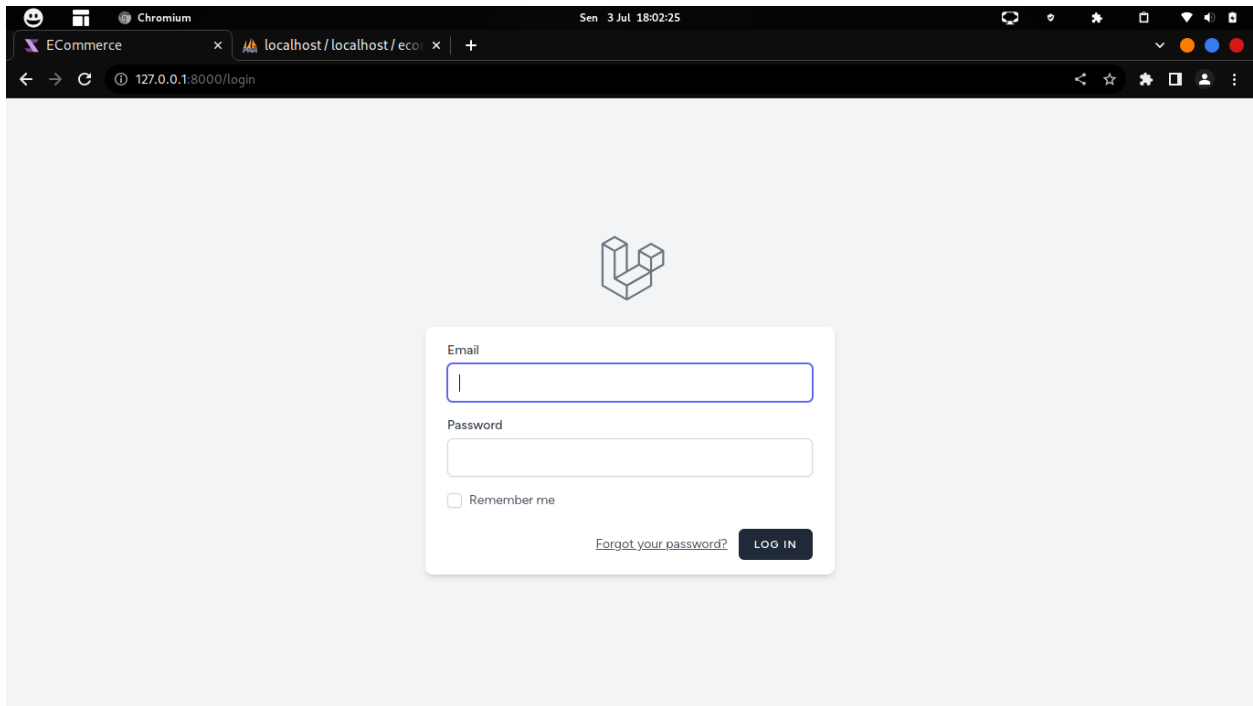 Chromium
Sen 3 Jul 18:02:25
ECommerce
localhost / localhost / eco
127.0.0.1:8000/login
Email
Password
Remember me
Forgot your password?
LOG IN